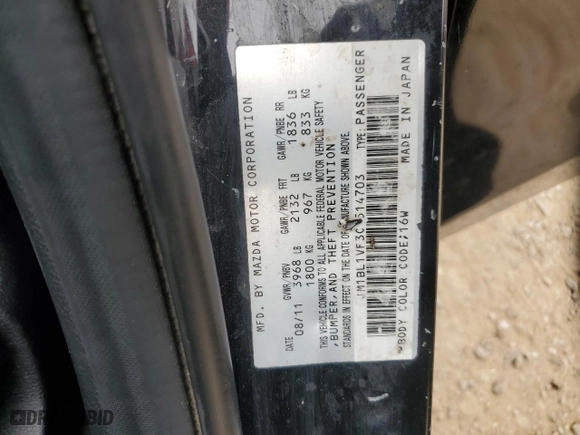 MFD. BY MAZDA MOTOR CORPORATION
DATE GVWR/PNBV GAWR/PNBE FRT GAWR/PNBE RR
08/11 3968 LB 2132 LB 1836 LB
1800 KG 967 KG 833 KG
THIS VEHICLE CONFORMS TO ALL APPLICABLE FEDERAL MOTOR VEHICLE SAFETY
,BUMPER,AND THEFT PREVENTION
STANDARDS IN EFFECT ON THE DATE OF MANUFACTURE SHOWN ABOVE.
JM1BL1VF3C 514703 TYPE: PASSENGER
BODY COLOR CODE;16W MADE IN JAPAN